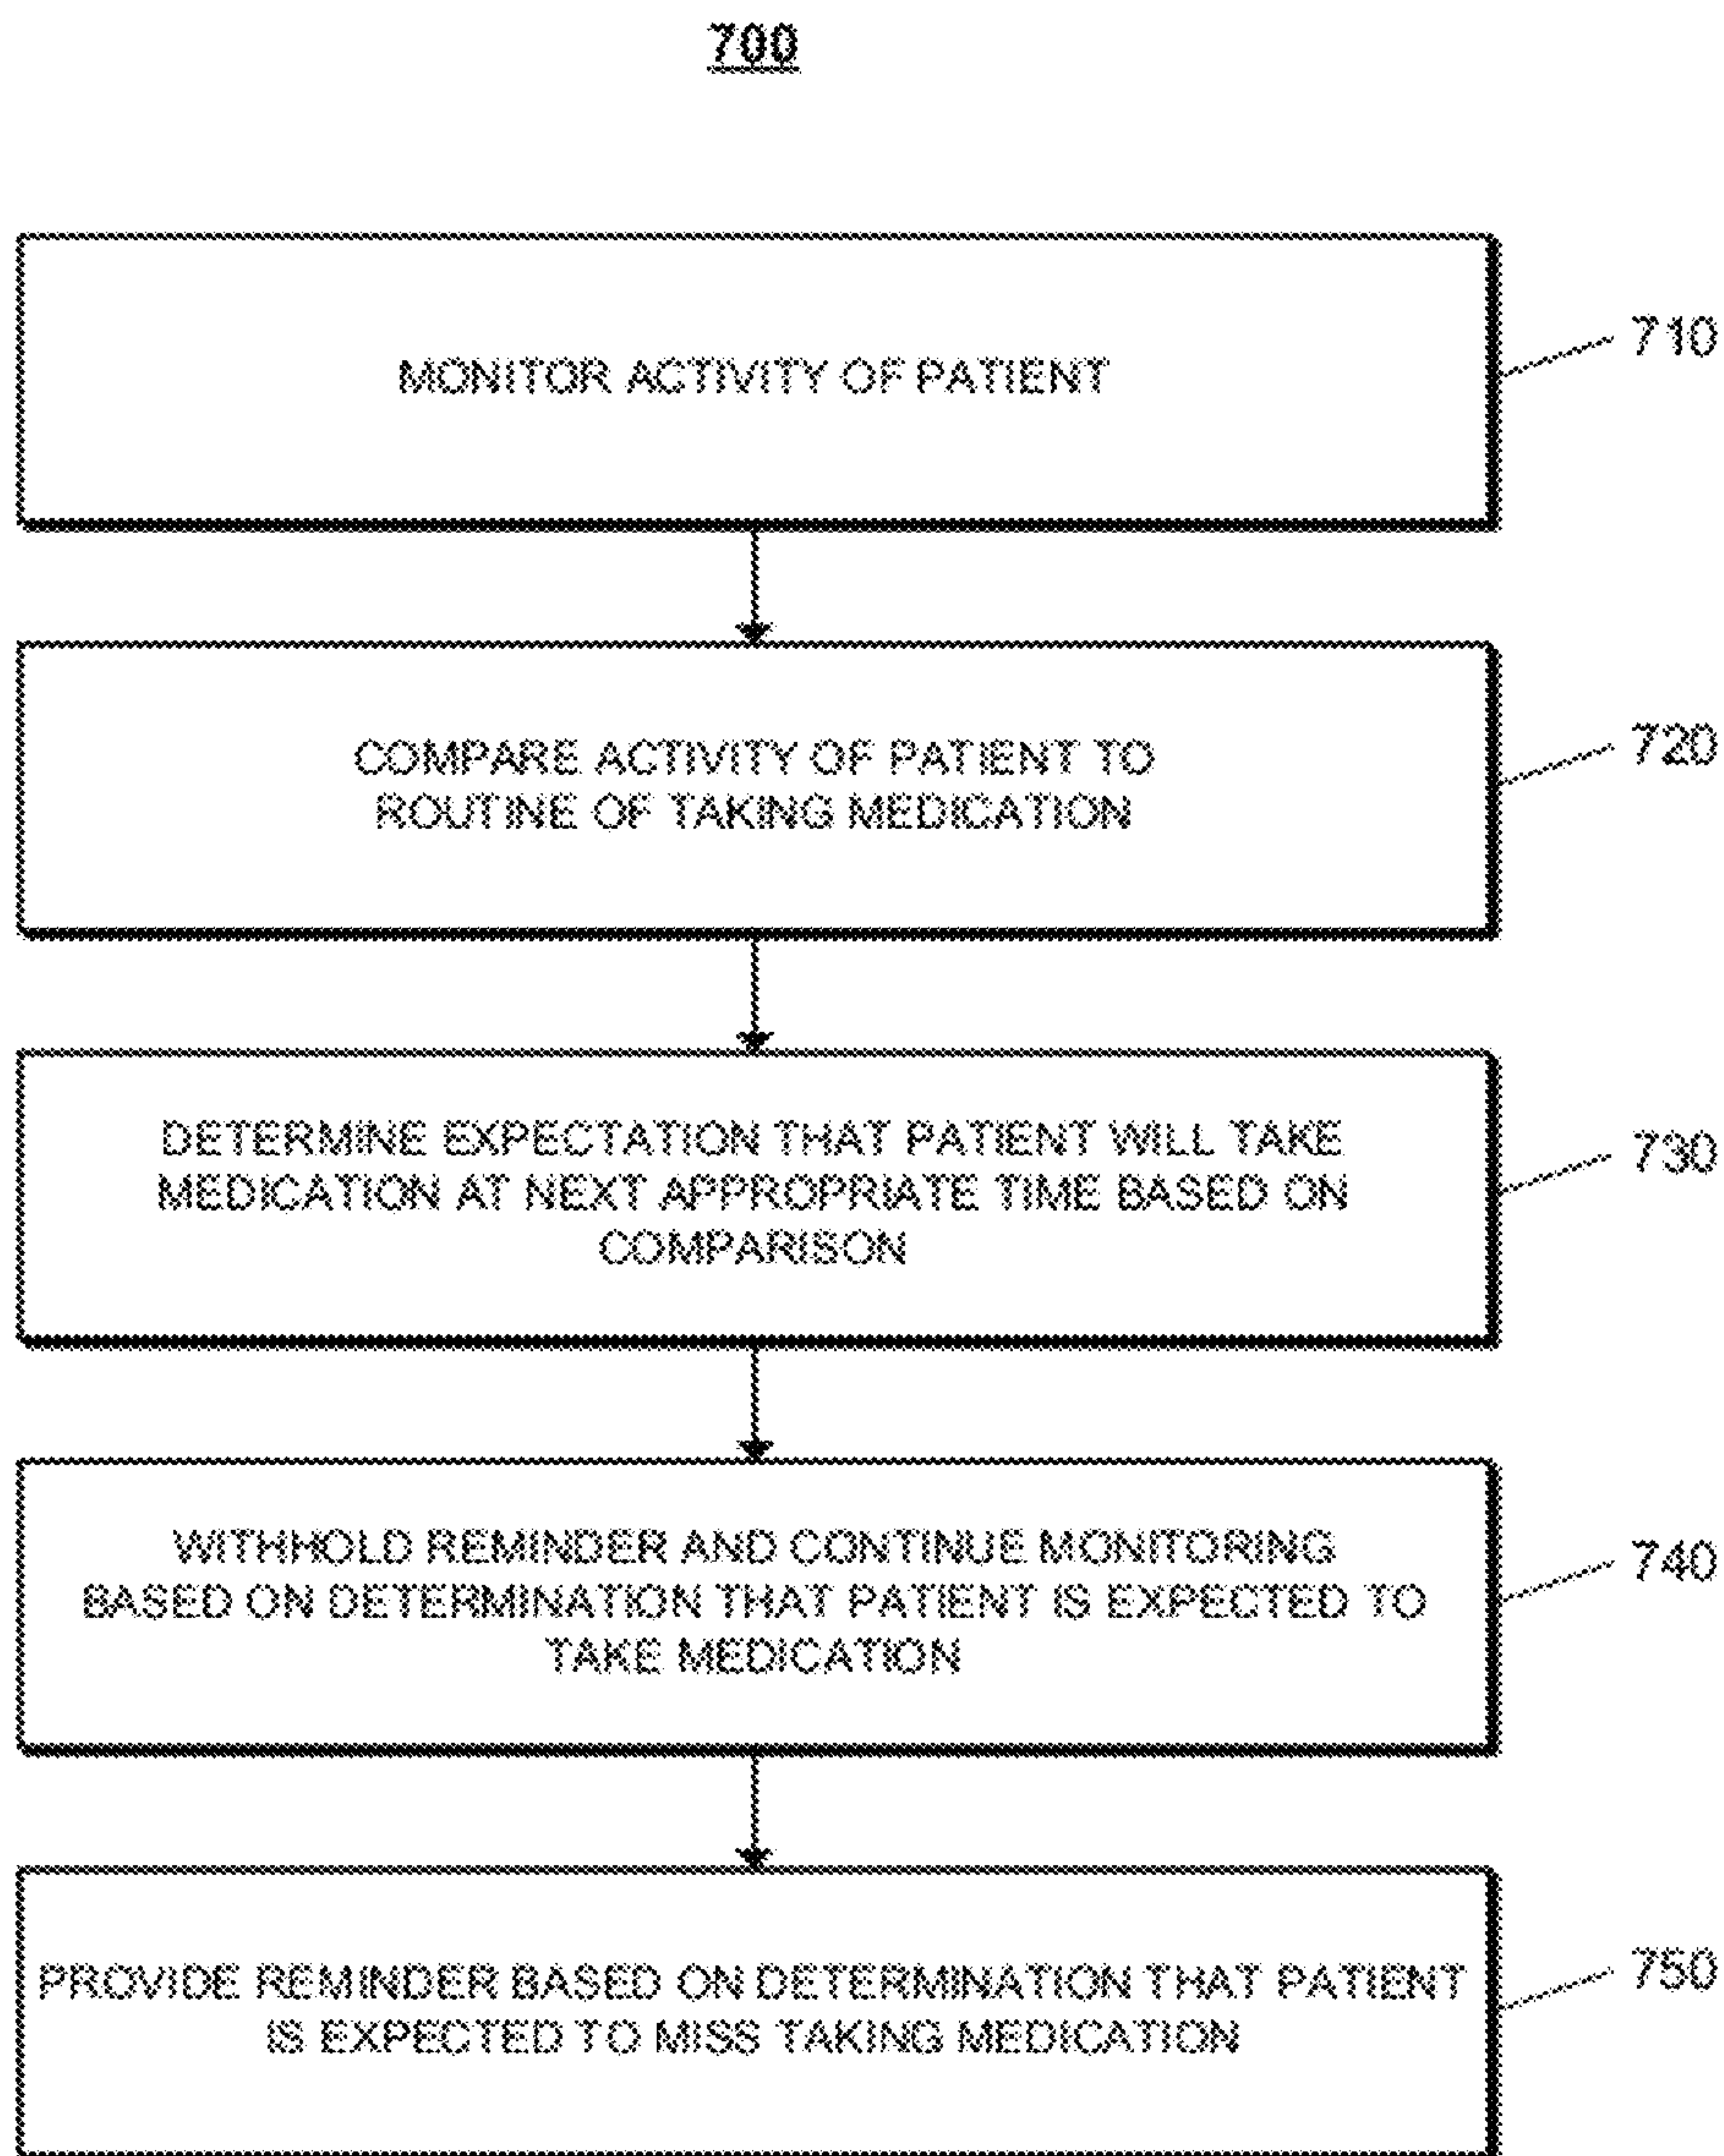 700
MONITOR ACTIVITY OF PATIENT
710
COMPARE ACTIVITY OF PATIENT TO
ROUTINE OF TAKING MEDICATION
720
DETERMINE EXPECTATION THAT PATIENT WILL TAKE
MEDICATION AT NEXT APPROPRIATE TIME BASED ON
COMPARISON
730
WITHHOLD REMINDER AND CONTINUE MONITORING
BASED ON DETERMINATION THAT PATIENT IS EXPECTED TO
TAKE MEDICATION
740
PROVIDE REMINDER BASED ON DETERMINATION THAT PATIENT
IS EXPECTED TO MISS TAKING MEDICATION
750